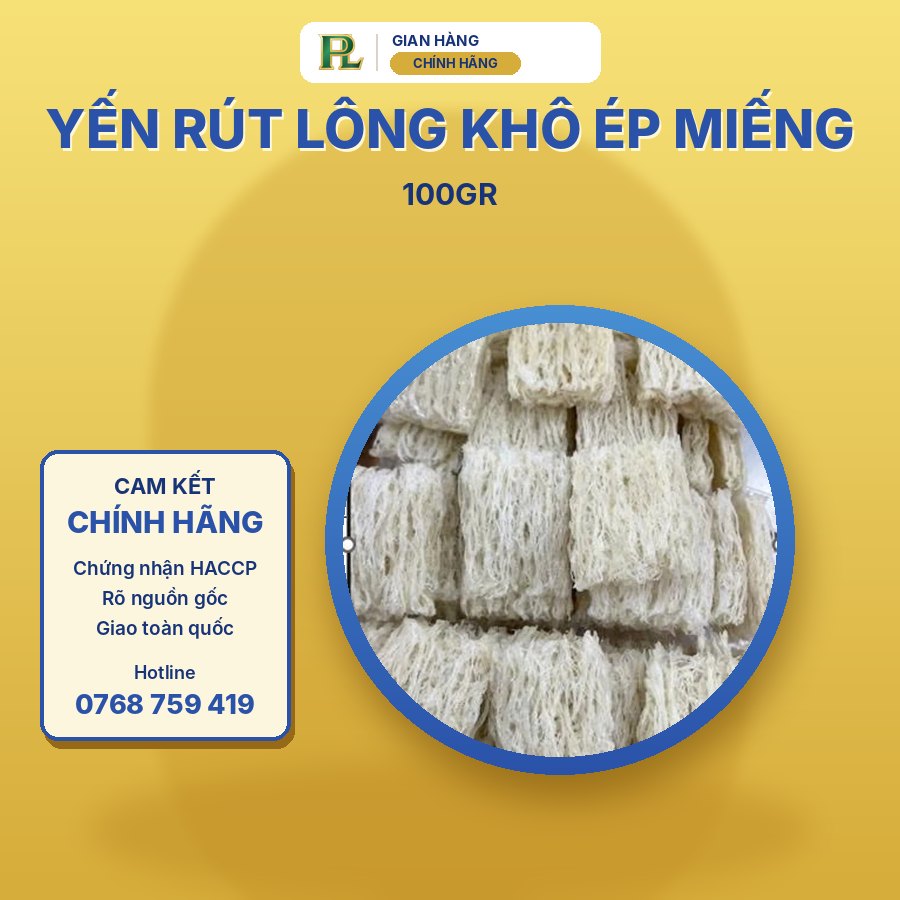 PL
GIAN HÀNG
CHÍNH HÃNG
YẾN RÚT LÔNG KHÔ ÉP MIẾNG
100GR
CAM KẾT
CHÍNH HÃNG
Chứng nhận HACCP
Rõ nguồn gốc
Giao toàn quốc
Hotline
0768 759 419